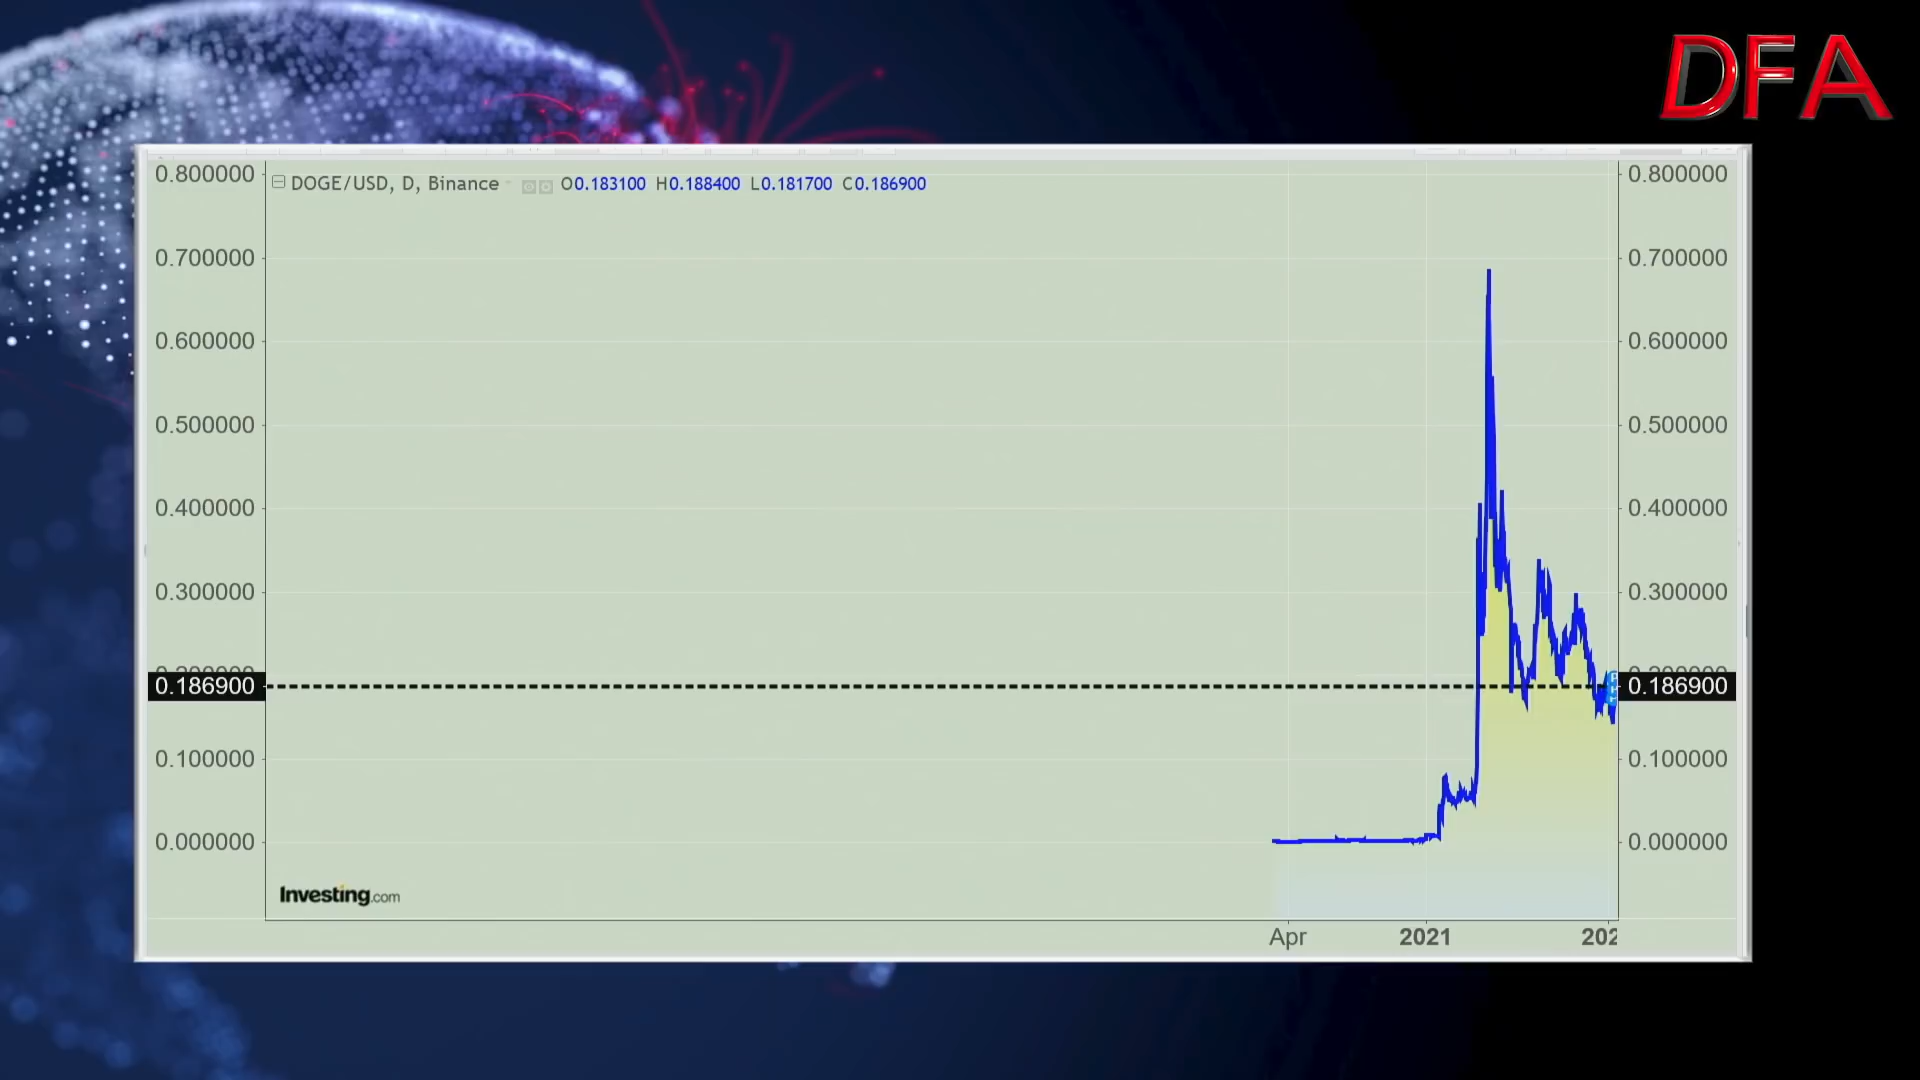 DFA
0.800000 0.800000
DOGE/USD, D, Binance O0.183100 H0.188400 L0.181700 C0.186900
0.700000 0.700000
0.600000 0.600000
0.500000 0.500000
0.400000 0.400000
0.300000 0.300000
0.186900 0.186900
0.100000 0.100000
0.000000 0.000000
Investing.com
Apr 2021 202